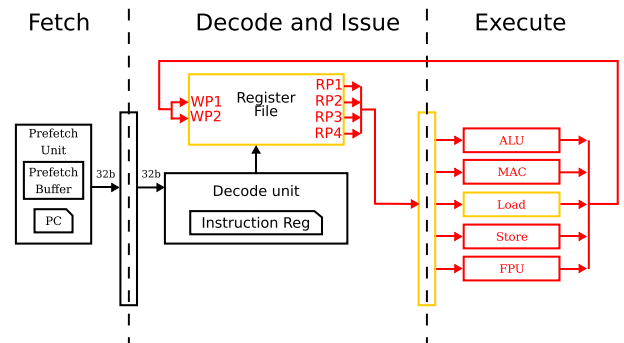 Fetch
Decode and Issue
Execute
Prefetch
Unit
Prefetch
Buffer
PC
32b
32b
WP1
WP2
Register
File
RP1
RP2
RP3
RP4
Decode unit
Instruction Reg
ALU
MAC
Load
Store
FPU